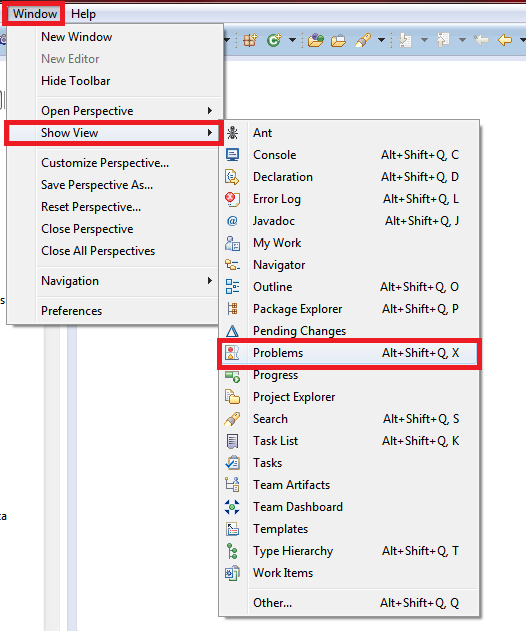 Window Help
New Window
New Editor
Hide Toolbar
Open Perspective
Show View
Customize Perspective...
Save Perspective As...
Reset Perspective...
Close Perspective
Close All Perspectives
Navigation
Preferences
Ant
Console Alt+Shift+Q, C
Declaration Alt+Shift+Q, D
Error Log Alt+Shift+Q, L
Javadoc Alt+Shift+Q, J
My Work
Navigator
Outline Alt+Shift+Q, O
Package Explorer Alt+Shift+Q, P
Pending Changes
Problems Alt+Shift+Q, X
Progress
Project Explorer
Search Alt+Shift+Q, S
Task List Alt+Shift+Q, K
Tasks
Team Artifacts
Team Dashboard
Templates
Type Hierarchy Alt+Shift+Q, T
Work Items
Other... Alt+Shift+Q, Q